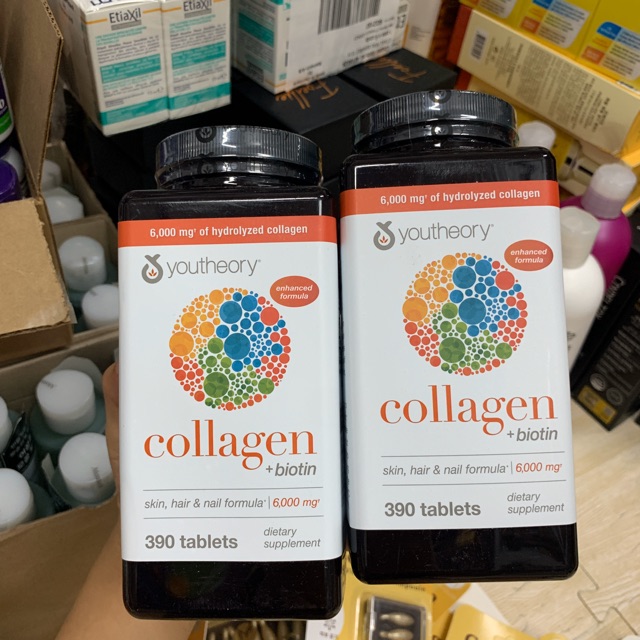 Etiaxil
Etiaxil
Freellex
6,000 mg† of hydrolyzed collagen
youtheory®
enhanced
formula
collagen
+ biotin
skin, hair & nail formula* | 6,000 mg†
390 tablets
dietary
supplement
6,000 mg† of hydrolyzed collagen
youtheory®
enhanced
formula
collagen
+ biotin
skin, hair & nail formula* | 6,000 mg†
390 tablets
dietary
supplement